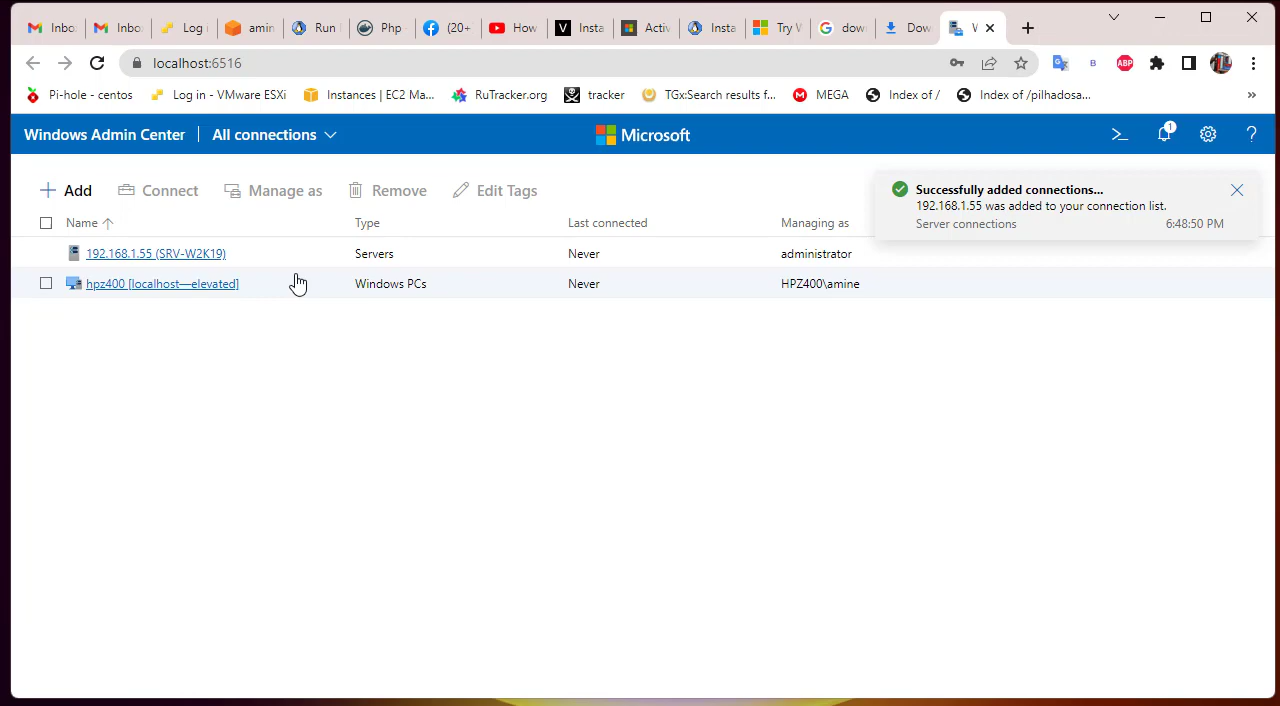 Inbo Inbo Log amin Run Php (20+ How Insta Activ Insta Try W dow Dow V
localhost:6516
Pi-hole - centos Log in - VMware ESXi Instances | EC2 Ma... RuTracker.org tracker TGx:Search results f... MEGA Index of / Index of /pilhadosa... »
Windows Admin Center All connections Microsoft 1 ?
Add Connect Manage as Remove Edit Tags
Successfully added connections...
192.168.1.55 was added to your connection list.
Server connections 6:48:50 PM
Name Type Last connected Managing as
192.168.1.55 (SRV-W2K19) Servers Never administrator
hpz400 [localhost—elevated] Windows PCs Never HPZ400\amine